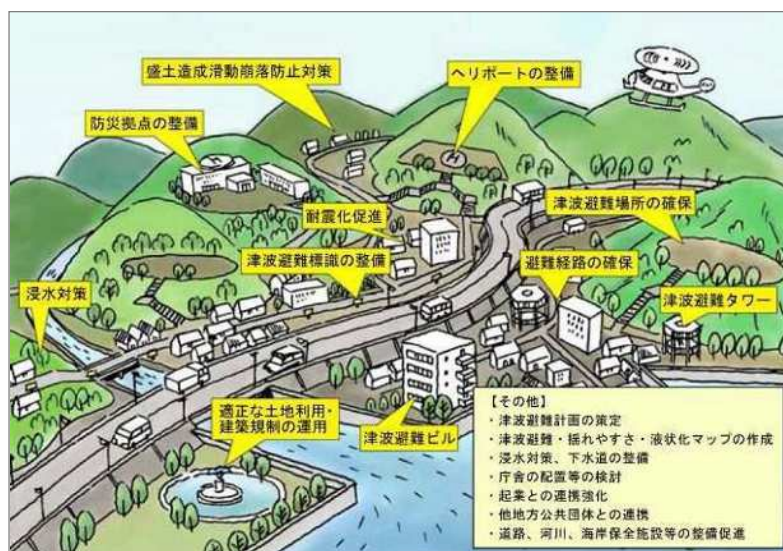 盛土造成滑動崩落防止対策
ヘリポートの整備
防災拠点の整備
H
H
耐震化促進
津波避難場所の確保
津波避難標識の整備
避難経路の確保
浸水対策
津波避難タワー
適正な土地利用・
建築規制の運用
津波避難ビル
【その他】
・津波避難計画の策定
・津波避難・揺れやすさ・液状化マップの作成
・浸水対策、下水道の整備
・庁舎の配置等の検討
・起業との連携強化
・他地方公共団体との連携
・道路、河川、海岸保全施設等の整備促進